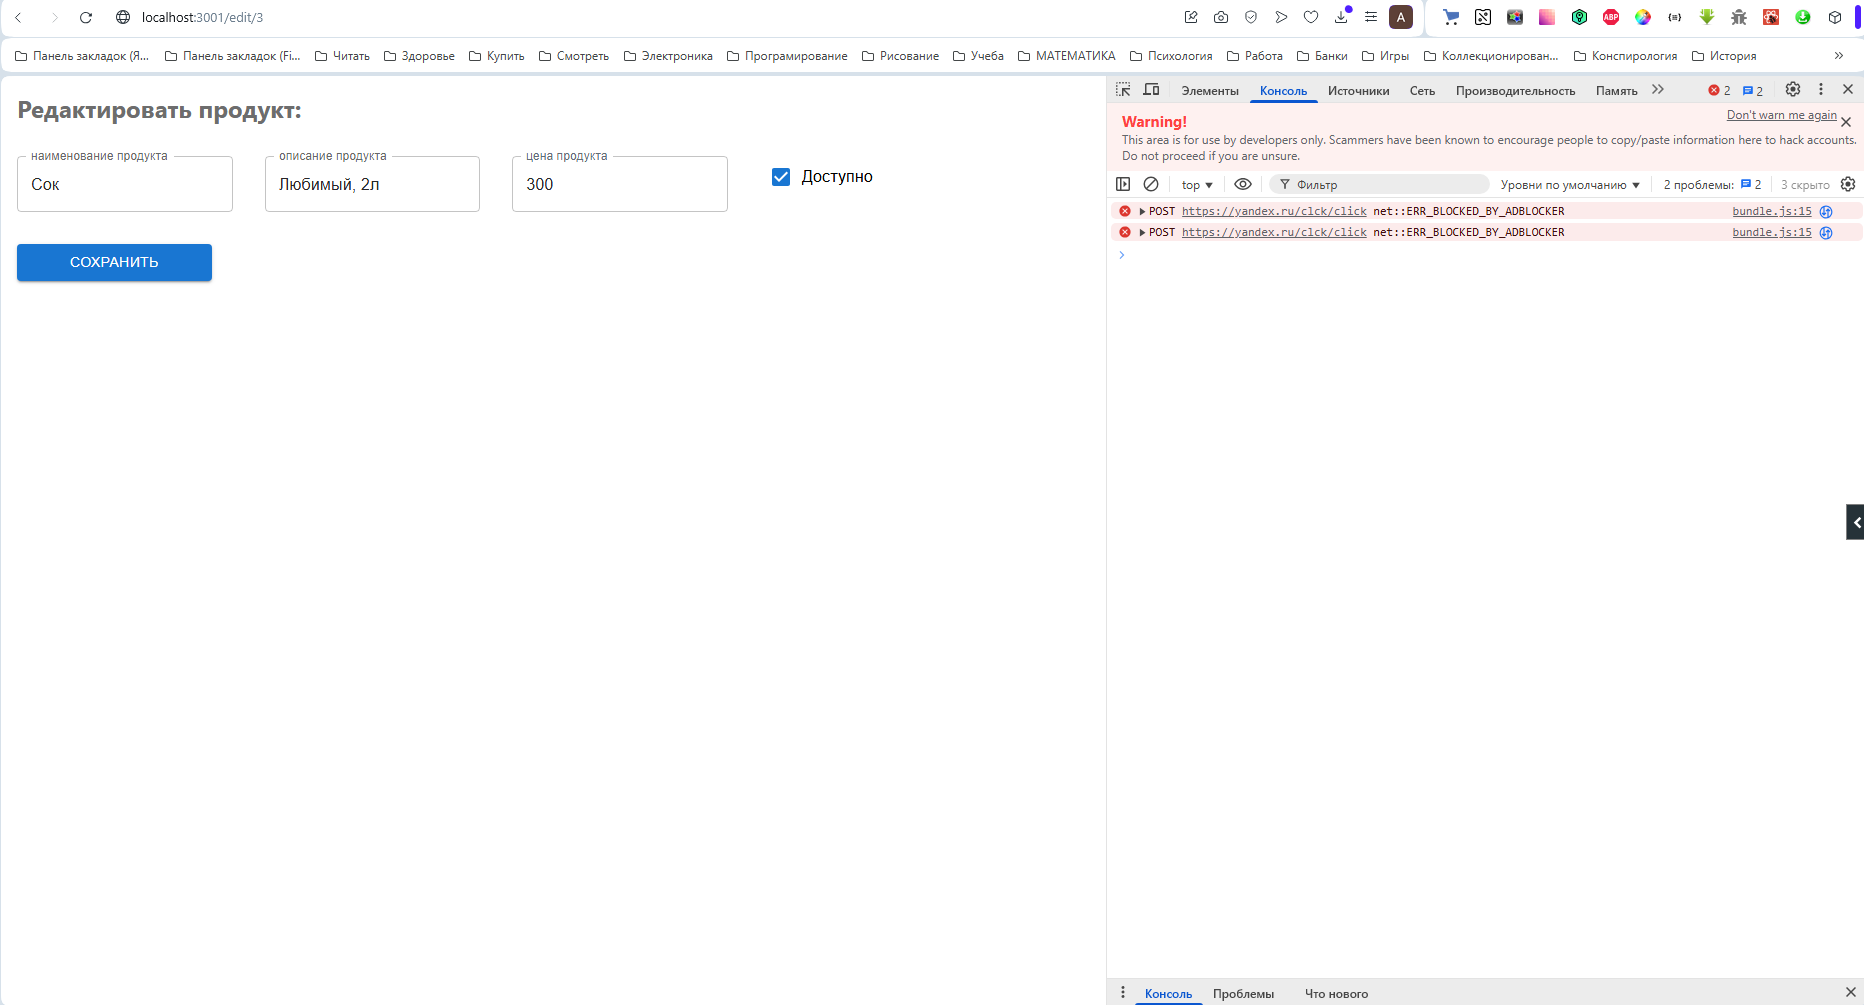 localhost:3001/edit/3
A
ABP
Панель закладок (Я...
Панель закладок (Fi...
Читать
Здоровье
Купить
Смотреть
Электроника
Програмирование
Рисование
Учеба
МАТЕМАТИКА
Психология
Работа
Банки
Игры
Коллекционирован...
Конспирология
История
Редактировать продукт:
наименование продукта
Сок
описание продукта
Любимый, 2л
цена продукта
300
Доступно
СОХРАНИТЬ
Элементы
Консоль
Источники
Сеть
Производительность
Память
2
2
Warning!
Don't warn me again
This area is for use by developers only. Scammers have been known to encourage people to copy/paste information here to hack accounts.
Do not proceed if you are unsure.
top
Фильтр
Уровни по умолчанию
2 проблемы: 2
3 скрыто
POST https://yandex.ru/clck/click net::ERR_BLOCKED_BY_ADBLOCKER bundle.js:15
POST https://yandex.ru/clck/click net::ERR_BLOCKED_BY_ADBLOCKER bundle.js:15
Консоль
Проблемы
Что нового